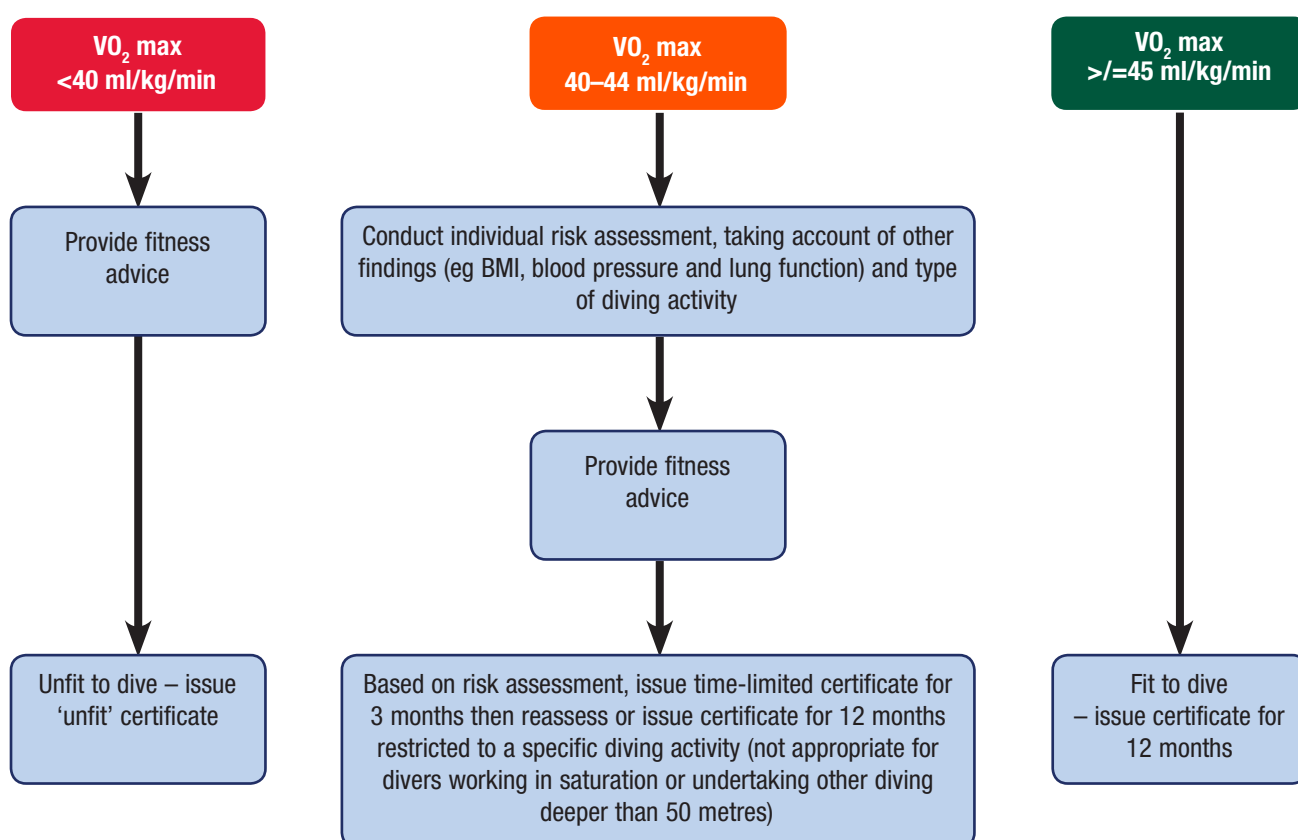 VO₂ max
<40 ml/kg/min
VO₂ max
40–44 ml/kg/min
VO₂ max
>/=45 ml/kg/min
Provide fitness
advice
Conduct individual risk assessment, taking account of other
findings (eg BMI, blood pressure and lung function) and type
of diving activity
Provide fitness
advice
Unfit to dive – issue
‘unfit’ certificate
Based on risk assessment, issue time-limited certificate for
3 months then reassess or issue certificate for 12 months
restricted to a specific diving activity (not appropriate for
divers working in saturation or undertaking other diving
deeper than 50 metres)
Fit to dive
– issue certificate for
12 months